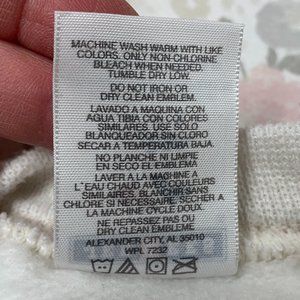 MACHINE WASH WARM WITH LIKE
COLORS. ONLY NON-CHLORINE
BLEACH WHEN NEEDED.
TUMBLE DRY LOW.
DO NOT IRON OR
DRY CLEAN EMBLEM.
LAVADO A MAQUINA CON
AGUA TIBIA CON COLORES
SIMILARES. USE SOLO
BLANQUEADOR SIN CLORO
SECAR A TEMPERATURA BAJA.
NO PLANCHE NI LIMPIE
EN SECO EL EMBLEMA
LAVER A LA MACHINE A
L'EAU CHAUD AVEC COULEURS
SIMILAIRES. BLANCHIR SANS
CHLORE SI NECESSAIRE. SECHER A
LA MACHINE CYCLE DOUX.
NE REPASSEZ PAS OU
DRY CLEAN EMBLEME
ALEXANDER CITY, AL 35010
WPL 7232